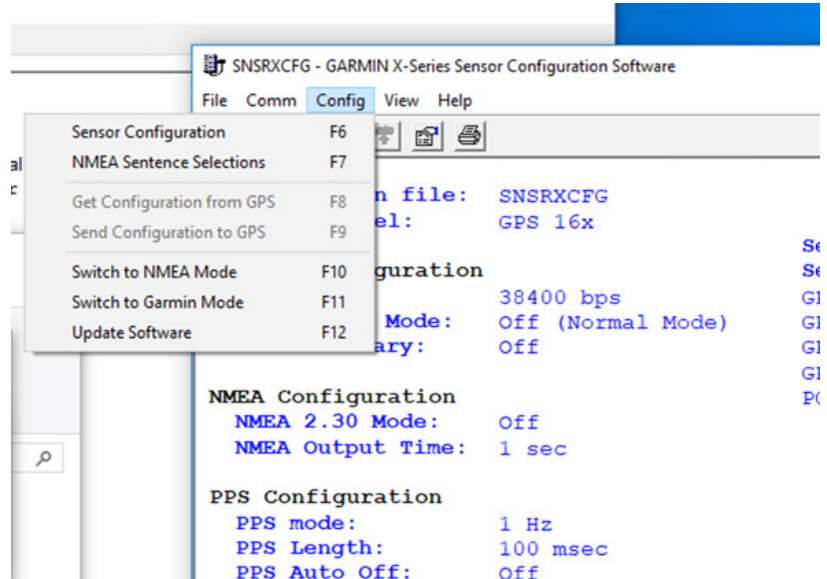 SNSRXCFG - GARMIN X-Series Sensor Configuration Software
File Comm Config View Help
Sensor Configuration F6
NMEA Sentence Selections F7
Get Configuration from GPS F8
Send Configuration to GPS F9
Switch to NMEA Mode F10
Switch to Garmin Mode F11
Update Software F12
al
n file: SNSRXCFG
el: GPS 16x
guration
38400 bps
Mode: Off (Normal Mode)
ary: Off
NMEA Configuration
NMEA 2.30 Mode: Off
NMEA Output Time: 1 sec
PPS Configuration
PPS mode: 1 Hz
PPS Length: 100 msec
PPS Auto Off: Off
Se
Se